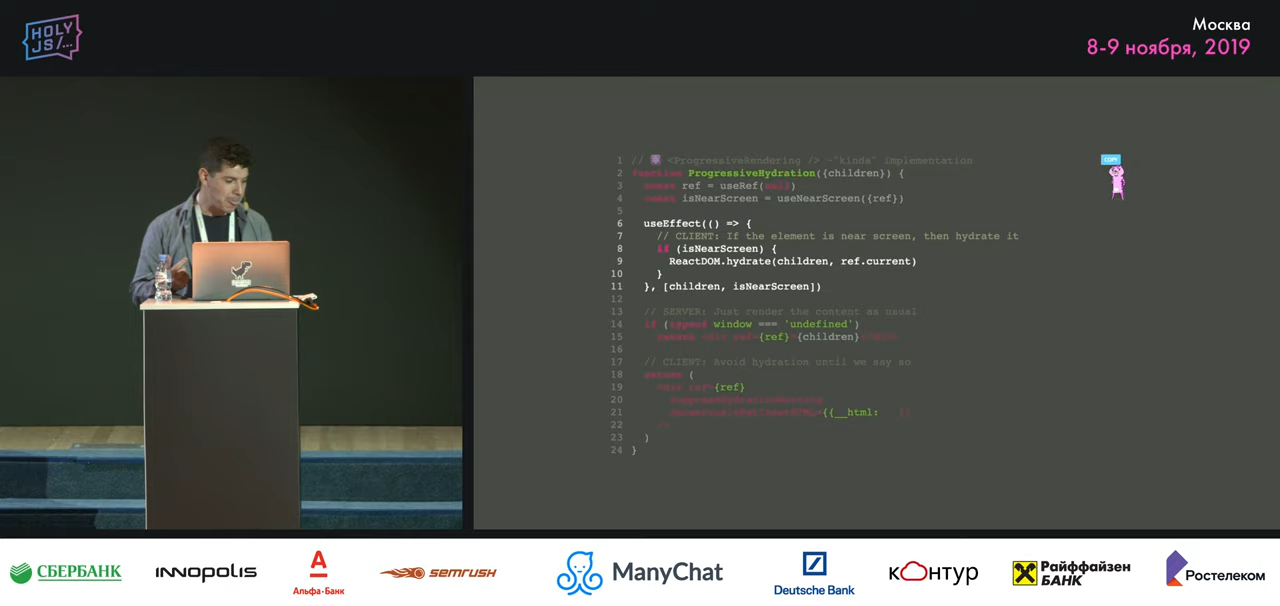 HOLY
JS/...
Москва
8-9 ноября, 2019
COPY
1 // <ProgressiveRendering /> -"kinda" implementation
2 function ProgressiveHydration({children}) {
3 const ref = useRef(null)
4 const isNearScreen = useNearScreen({ref})
5
6 useEffect(() => {
7 // CLIENT: If the element is near screen, then hydrate it
8 if (isNearScreen) {
9 ReactDOM.hydrate(children, ref.current)
10 }
11 }, [children, isNearScreen])
12
13 // SERVER: Just render the content as usual
14 if (typeof window === 'undefined')
15 return <div ref={ref}>{children}</div>
16
17 // CLIENT: Avoid hydration until we say so
18 return (
19 <div ref={ref}
20 suppressHydrationWarning
21 dangerouslySetInnerHTML={{__html: }}
22 />
23 )
24 }
СБЕРБАНК
INNOPOLIS
Альфа·Банк
SEMRUSH
ManyChat
Deutsche Bank
контур
Райффайзен
БАНК
Ростелеком